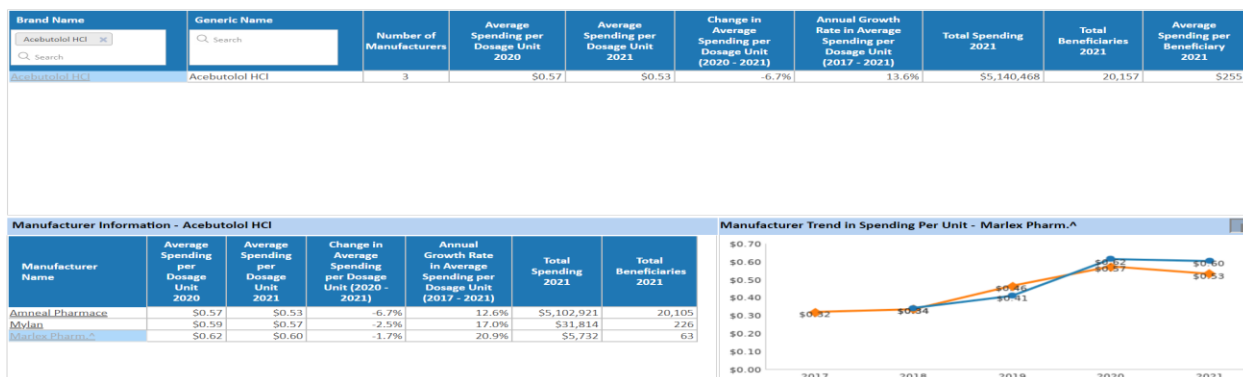 Brand Name
Acebutolol HCl ×
Search
Generic Name
Search
Number of
Manufacturers
Average
Spending per
Dosage Unit
2020
Average
Spending per
Dosage Unit
2021
Change in
Average
Spending per
Dosage Unit
(2020 - 2021)
Annual Growth
Rate in Average
Spending per
Dosage Unit
(2017 - 2021)
Total Spending
2021
Total
Beneficiaries
2021
Average
Spending per
Beneficiary
2021
Acebutolol HCl Acebutolol HCl 3 $0.57 $0.53 -6.7% 13.6% $5,140,468 20,157 $255
Manufacturer Information - Acebutolol HCl
Manufacturer
Name
Average
Spending
per
Dosage
Unit
2020
Average
Spending
per
Dosage
Unit
2021
Change in
Average
Spending
per Dosage
Unit (2020 -
2021)
Annual
Growth Rate
in Average
Spending per
Dosage Unit
(2017 - 2021)
Total
Spending
2021
Total
Beneficiaries
2021
Amneal Pharmace $0.57 $0.53 -6.7% 12.6% $5,102,921 20,105
Mylan $0.59 $0.57 -2.5% 17.0% $31,814 226
Marlex Pharm.^ $0.62 $0.60 -1.7% 20.9% $5,732 63
Manufacturer Trend in Spending Per Unit - Marlex Pharm.^
$0.70
$0.60
$0.50
$0.40
$0.30
$0.20
$0.10
$0.00
$0.32
$0.34
$0.46
$0.41
$0.62
$0.57
$0.60
$0.53
2017 2018 2019 2020 2021